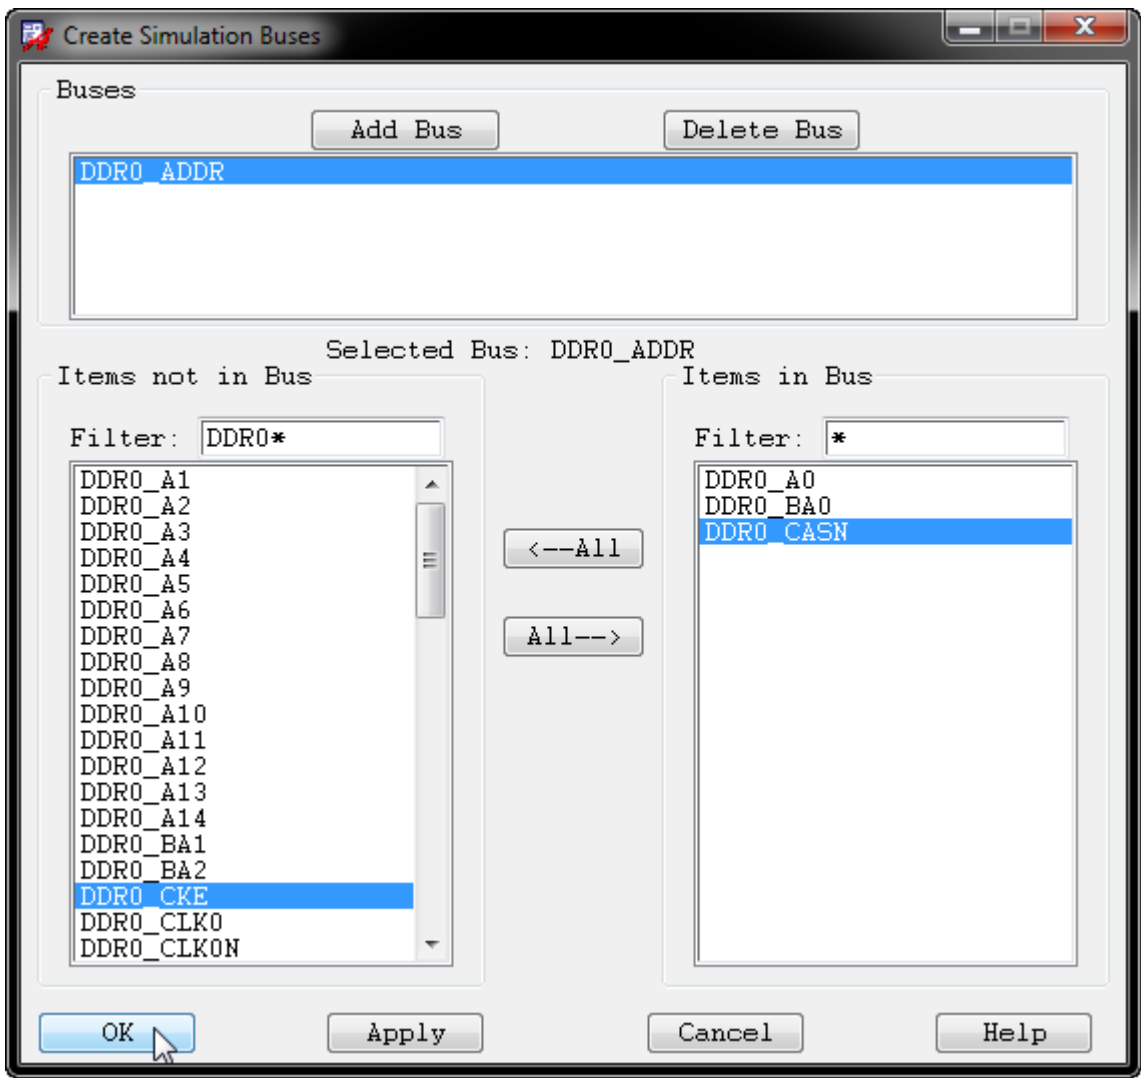 Create Simulation Buses
Buses
Add Bus
Delete Bus
DDR0_ADDR
Selected Bus: DDR0_ADDR
Items not in Bus
Filter: DDR0*
DDR0_A1
DDR0_A2
DDR0_A3
DDR0_A4
DDR0_A5
DDR0_A6
DDR0_A7
DDR0_A8
DDR0_A9
DDR0_A10
DDR0_A11
DDR0_A12
DDR0_A13
DDR0_A14
DDR0_BA1
DDR0_BA2
DDR0_CKE
DDR0_CLK0
DDR0_CLK0N
<--All
All-->
Items in Bus
Filter: *
DDR0_A0
DDR0_BA0
DDR0_CASN
OK
Apply
Cancel
Help